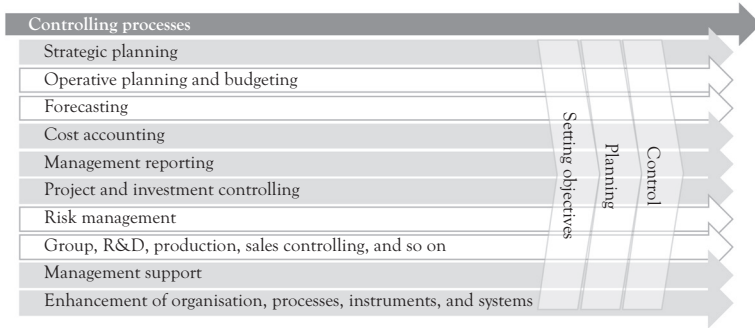 Controlling processes
Strategic planning
Operative planning and budgeting
Forecasting
Cost accounting
Management reporting
Project and investment controlling
Risk management
Group, R&D, production, sales controlling, and so on
Management support
Enhancement of organisation, processes, instruments, and systems
Setting objectives
Planning
Control